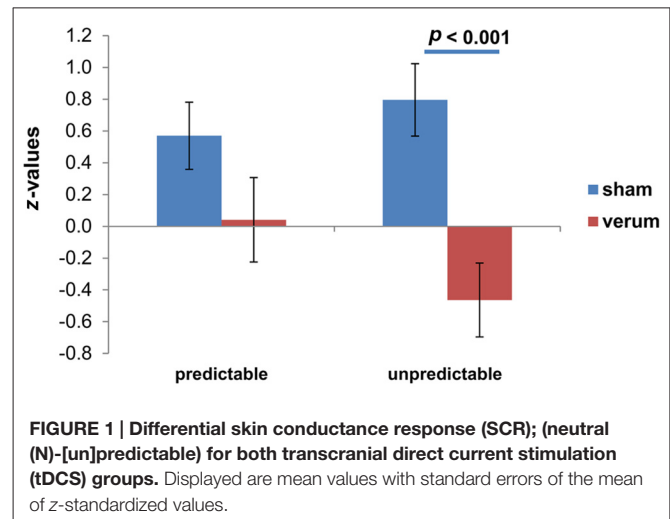 1.2
p < 0.001
1.0
0.8
0.6
0.4
0.2
0.0
-0.2
-0.4
-0.6
-0.8
z-values
sham
verum
predictable
unpredictable
FIGURE 1 | Differential skin conductance response (SCR); (neutral
(N)-[un]predictable) for both transcranial direct current stimulation
(tDCS) groups. Displayed are mean values with standard errors of the mean
of z-standardized values.